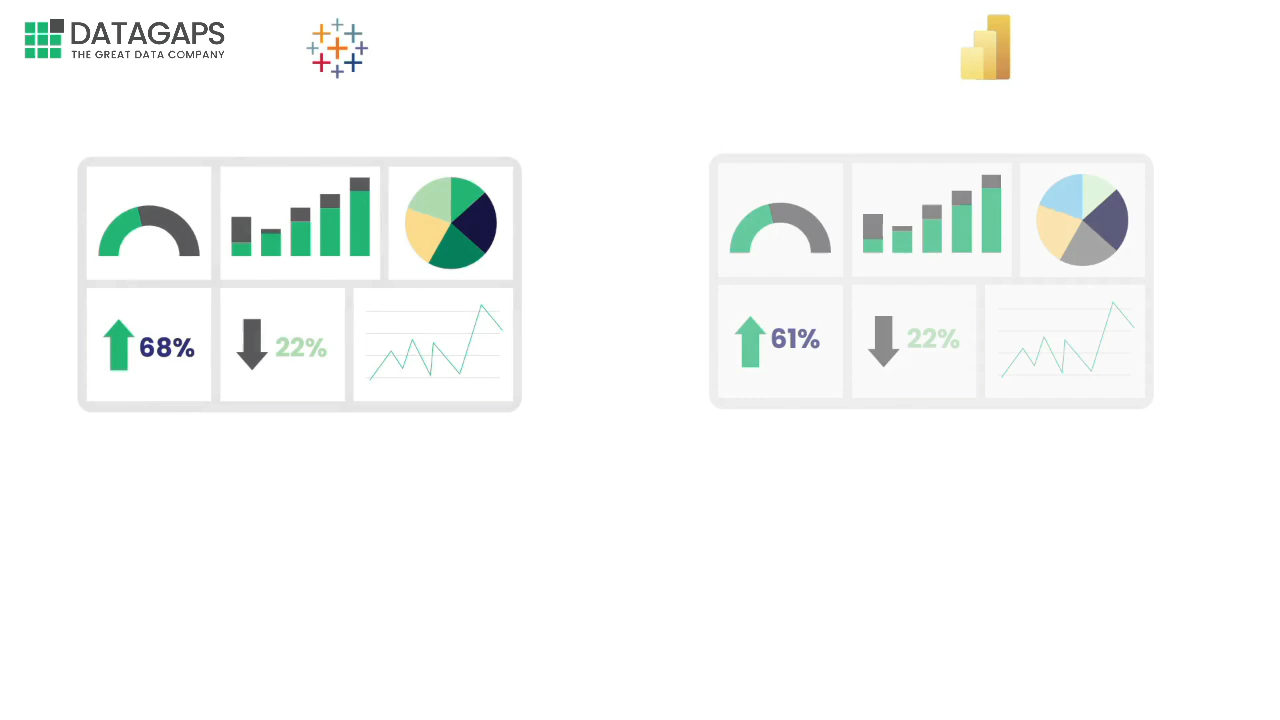 DATAGAPS
THE GREAT DATA COMPANY
68%
22%
61%
22%